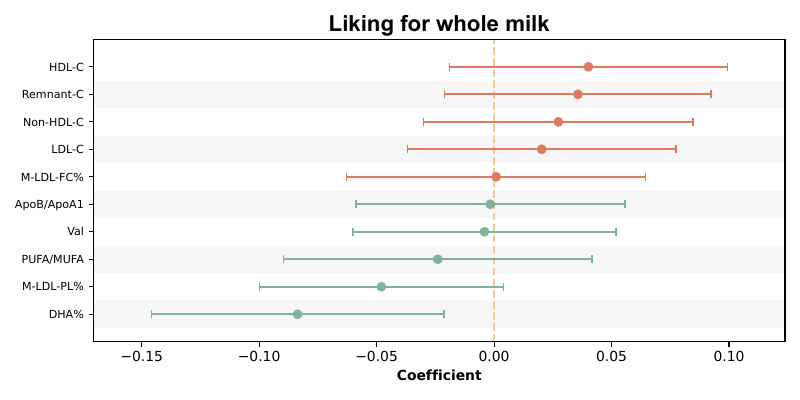 Liking for whole milk
HDL-C
Remnant-C
Non-HDL-C
LDL-C
M-LDL-FC%
ApoB/ApoA1
Val
PUFA/MUFA
M-LDL-PL%
DHA%
−0.15 −0.10 −0.05 0.00 0.05 0.10
Coefficient